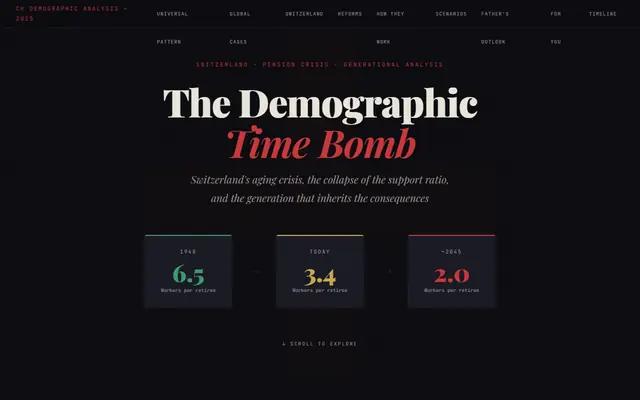 CH DEMOGRAPHIC ANALYSIS —
2025
UNIVERSAL PATTERN
GLOBAL CASES
SWITZERLAND
REFORMS
HOW THEY WORK
SCENARIOS
FATHER'S OUTLOOK
FOR YOU
TIMELINE
SWITZERLAND · PENSION CRISIS · GENERATIONAL ANALYSIS
The Demographic
Time Bomb
Switzerland's aging crisis, the collapse of the support ratio,
and the generation that inherits the consequences
1948
6.5
Workers per retiree
TODAY
3.4
Workers per retiree
~2045
2.0
Workers per retiree
↓ SCROLL TO EXPLORE